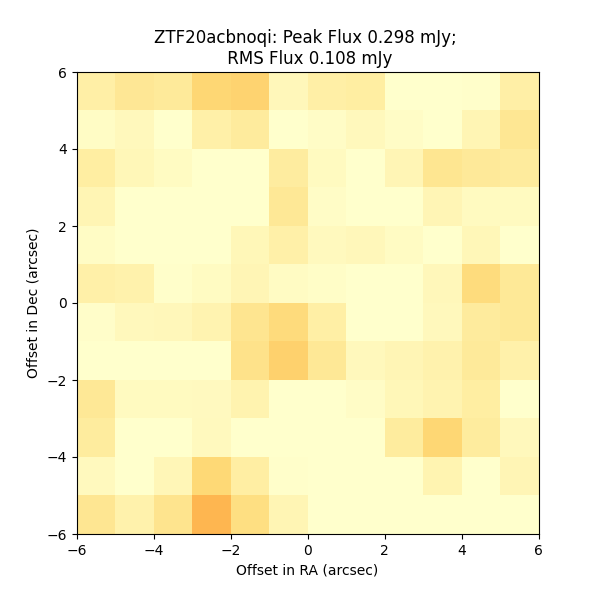 ZTF20acbnoqi: Peak Flux 0.298 mJy;
RMS Flux 0.108 mJy
6
4
2
0
−2
−4
−6
Offset in Dec (arcsec)
−6 −4 −2 0 2 4 6
Offset in RA (arcsec)